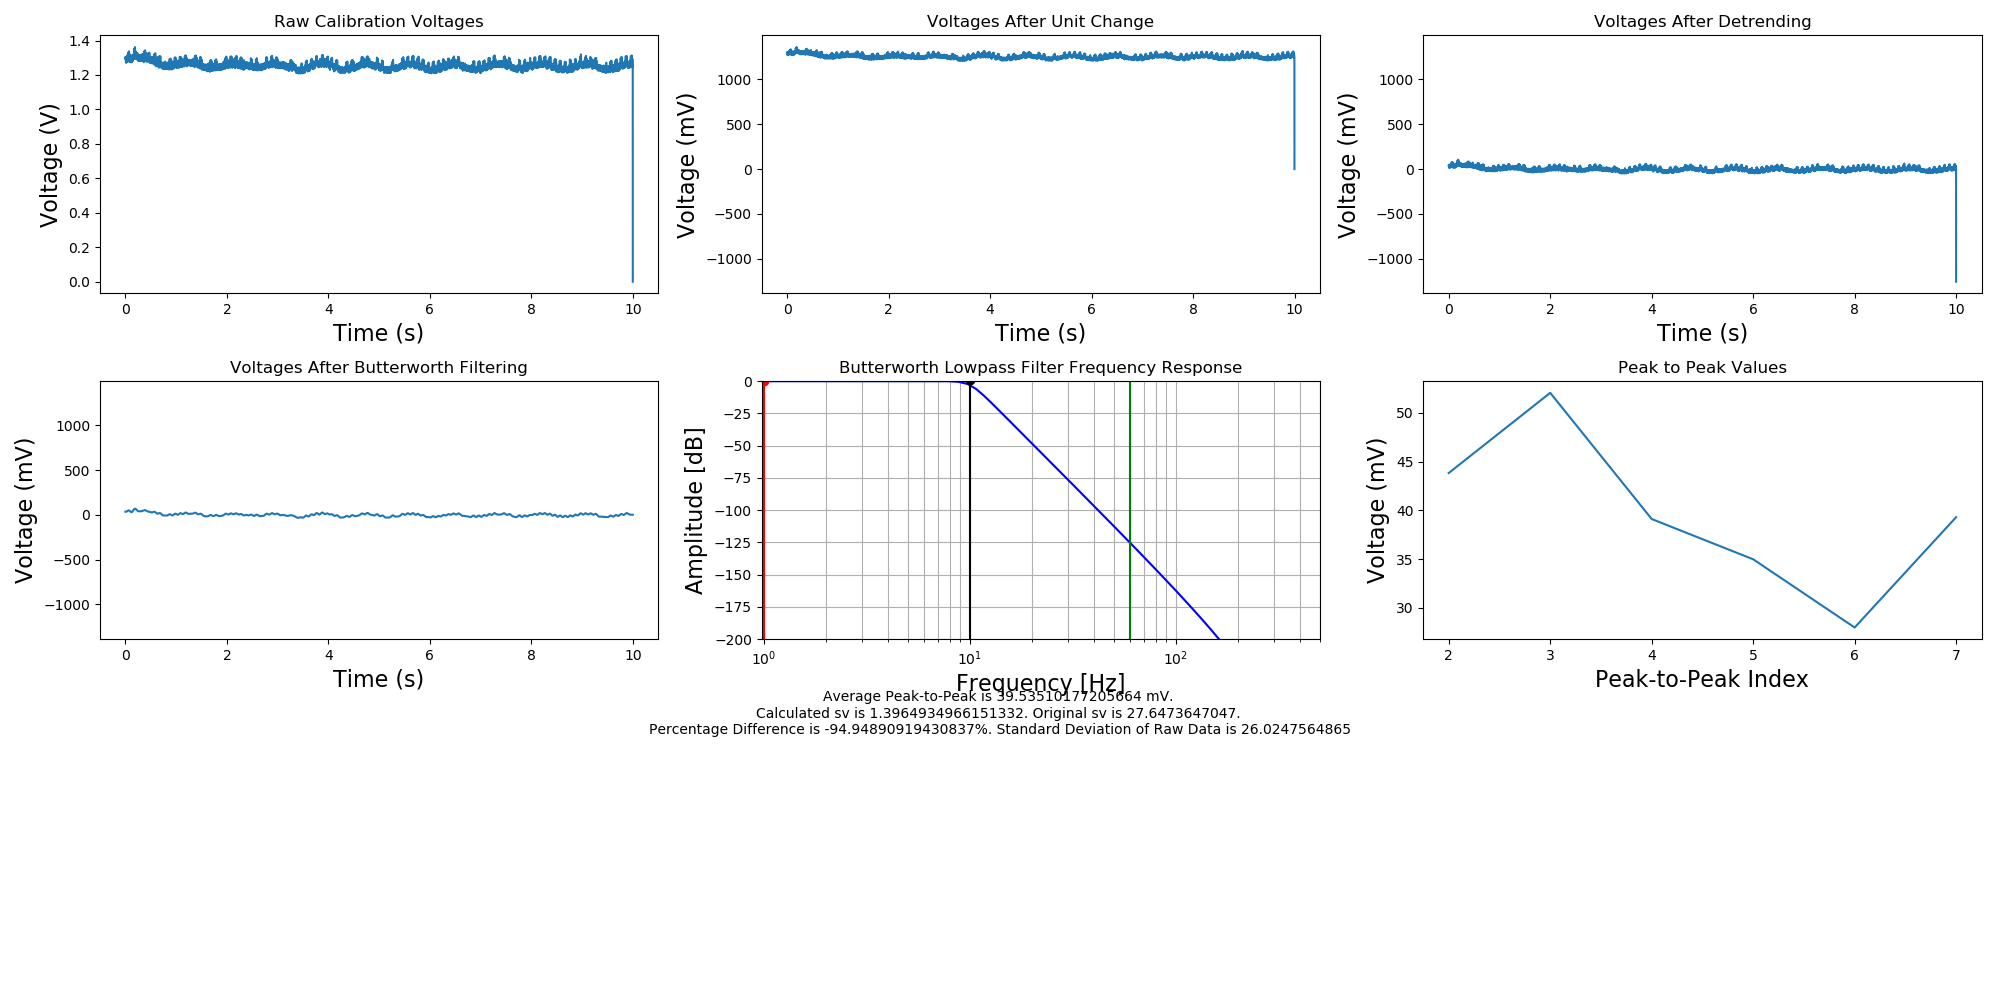 Raw Calibration Voltages
Voltage (V)
1.4
1.2
1.0
0.8
0.6
0.4
0.2
0.0
0 2 4 6 8 10
Time (s)
Voltages After Unit Change
Voltage (mV)
1000
500
0
−500
−1000
0 2 4 6 8 10
Time (s)
Voltages After Detrending
Voltage (mV)
1000
500
0
−500
−1000
0 2 4 6 8 10
Time (s)
Voltages After Butterworth Filtering
Voltage (mV)
1000
500
0
−500
−1000
0 2 4 6 8 10
Time (s)
Butterworth Lowpass Filter Frequency Response
Amplitude [dB]
0
−25
−50
−75
−100
−125
−150
−175
−200
10⁰ 10¹ 10²
Frequency [Hz]
Peak to Peak Values
Voltage (mV)
50
45
40
35
30
2 3 4 5 6 7
Peak-to-Peak Index
Average Peak-to-Peak is 39.53510177205664 mV.
Calculated sv is 1.3964934966151332. Original sv is 27.6473647047.
Percentage Difference is -94.94890919430837%. Standard Deviation of Raw Data is 26.0247564865